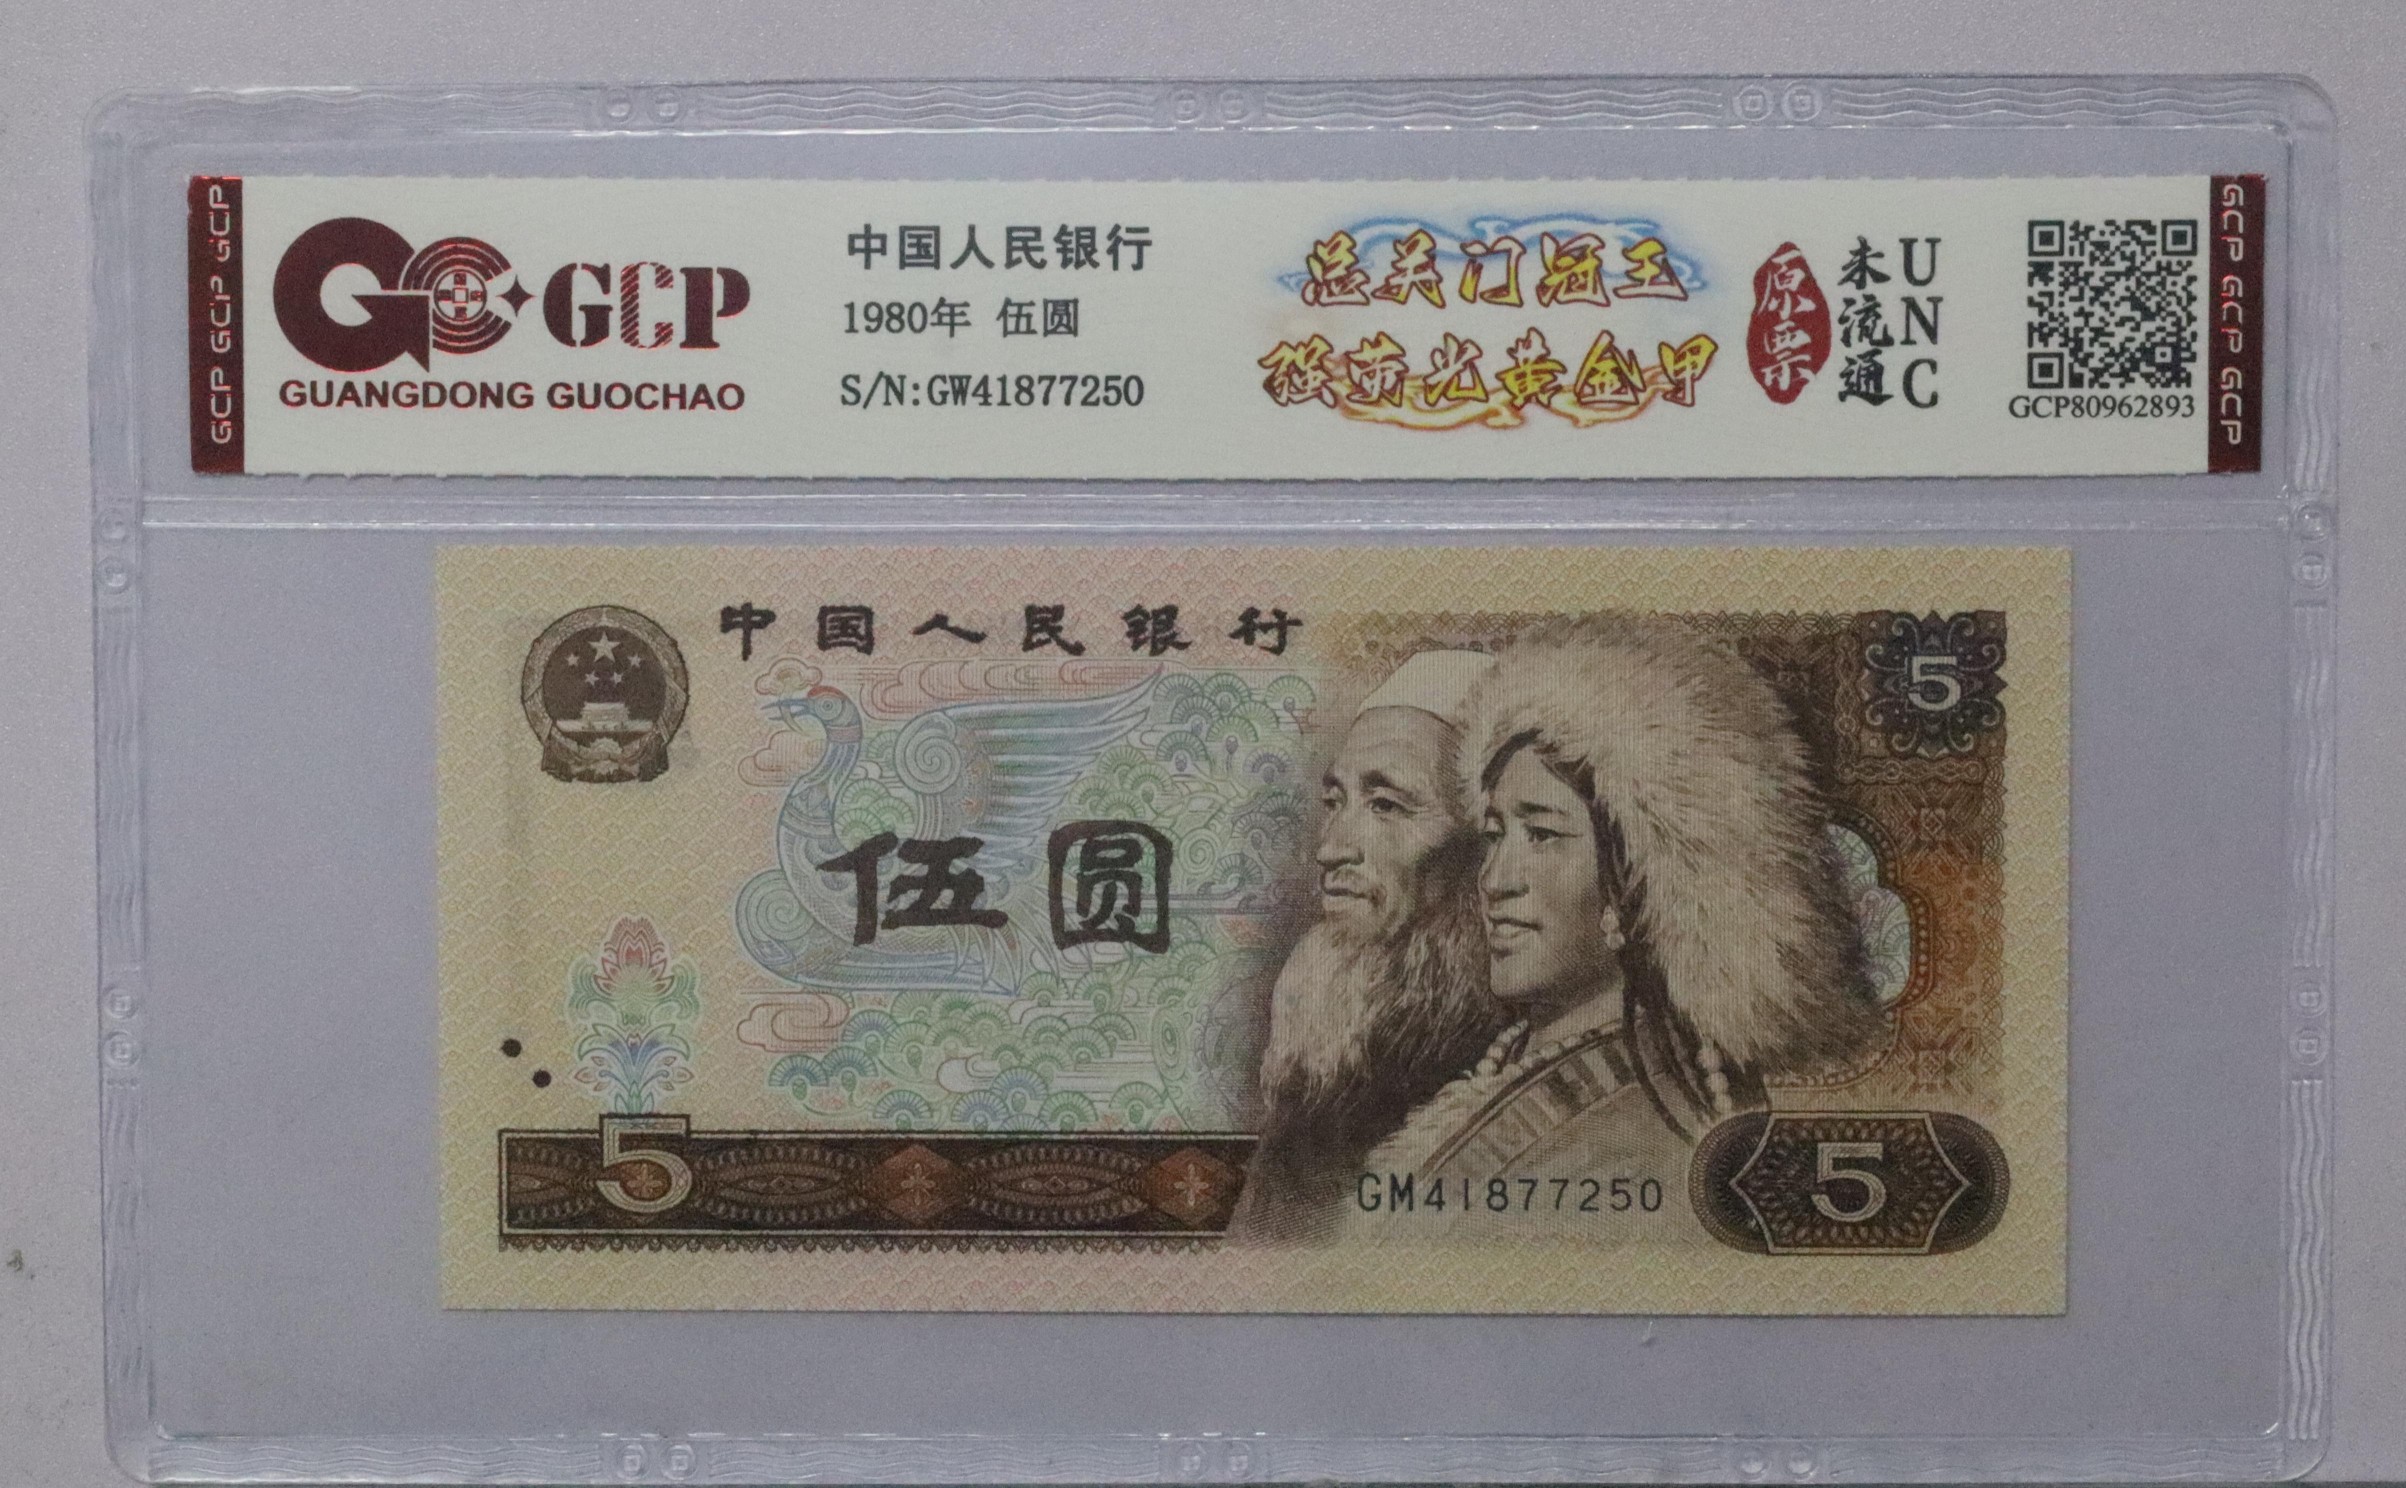 GCP GCP GCP
GCP
GUANGDONG GUOCHAO
中国人民银行
1980年 伍圆
S/N:GW41877250
总关门冠王
强荧光黄金甲
原票
未流通
UNC
GCP80962893
GCP GCP GCP
中国人民银行
5
伍圆
5
GM41877250
5